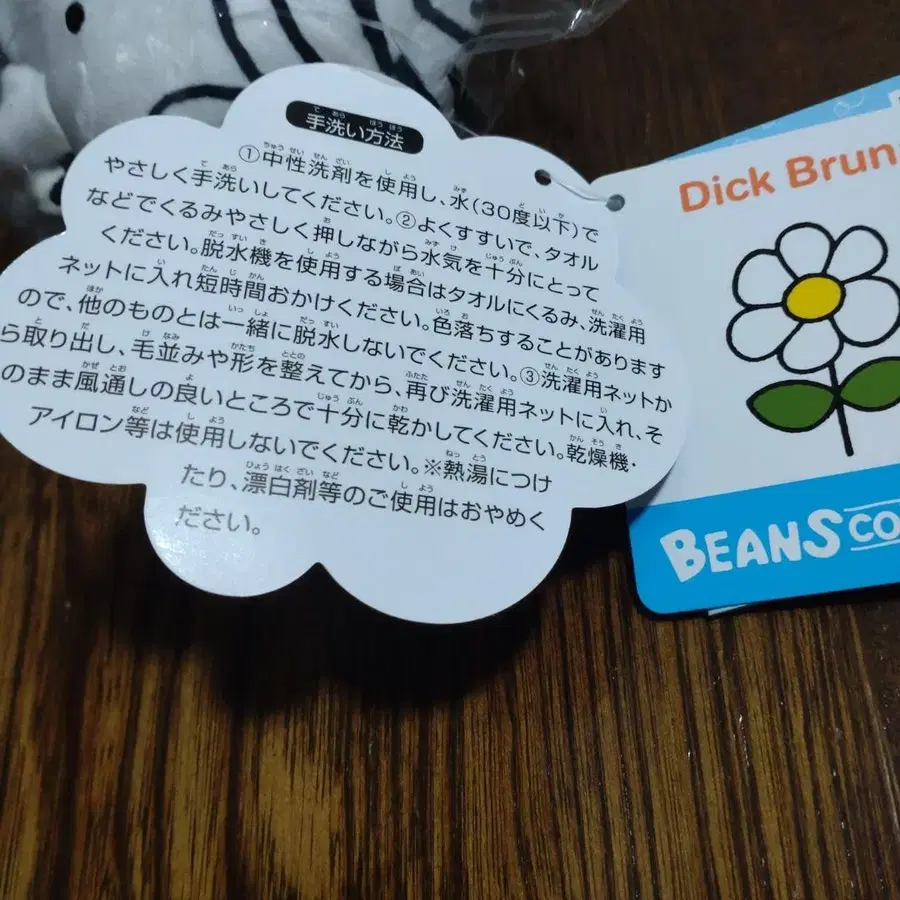 手洗い方法
①中性洗剤を使用し、水(30度以下)で
やさしく手洗いしてください。②よくすすいで、タオル
などでくるみやさしく押しながら水気を十分にとって
ください。脱水機を使用する場合はタオルにくるみ、洗濯用
ネットに入れ短時間おかけください。色落ちすることがあります
ので、他のものとは一緒に脱水しないでください。③洗濯用ネットか
ら取り出し、毛並みや形を整えてから、再び洗濯用ネットに入れ、そ
のまま風通しの良いところで十分に乾かしてください。乾燥機・
アイロン等は使用しないでください。※熱湯につけ
たり、漂白剤等のご使用はおやめく
ださい。
Dick Brun
BEANS CO